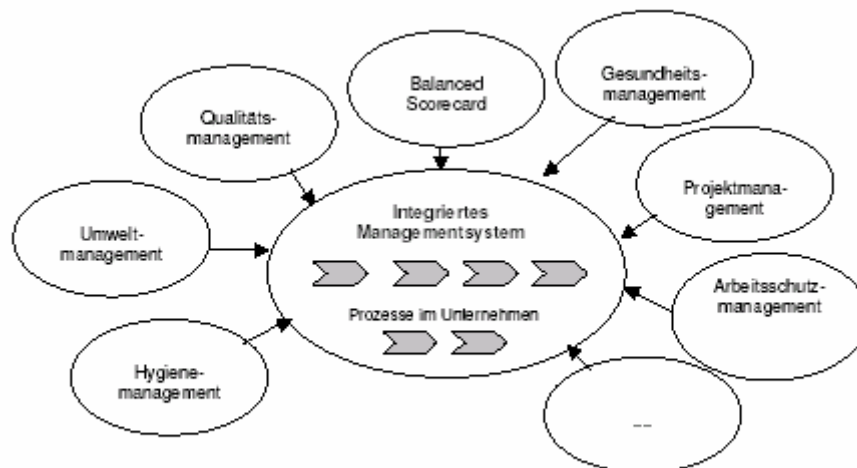 Balanced
Scorecard
Gesundheits-
management
Qualitäts-
management
Projektmana-
gement
Integriertes
Managementsystem
Umwelt-
management
Arbeitsschutz-
management
Prozesse im Unternehmen
Hygiene-
management
__